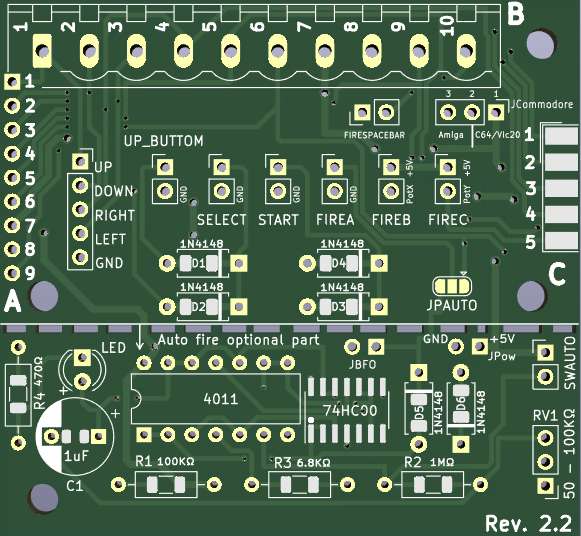 1 2 3 4 5 6 7 8 9 10 B
1
2
3
4
5
6
7
8
9
A
3 2 1
JCommodore
Amiga C64/Vic20
FIRESPACEBAR
UP_BUTTOM
UP
DOWN
RIGHT
LEFT
GND
GND
GND
GND
GND
+5V
PotX
+5V
PotY
SELECT START FIREA FIREB FIREC
1
2
3
4
5
C
1N4148
D1
1N4148
D4
1N4148
D2
1N4148
D3
JPAUTO
Auto fire optional part
LED
JBFO
GND +5V
JPow
SWAUTO
R4 470Ω
+
4011
74HC00
D5
1N4148
D6
1N4148
RV1
50 - 100KΩ
+
1uF
C1
R1 100KΩ
R3 6.8KΩ
R2 1MΩ
Rev. 2.2